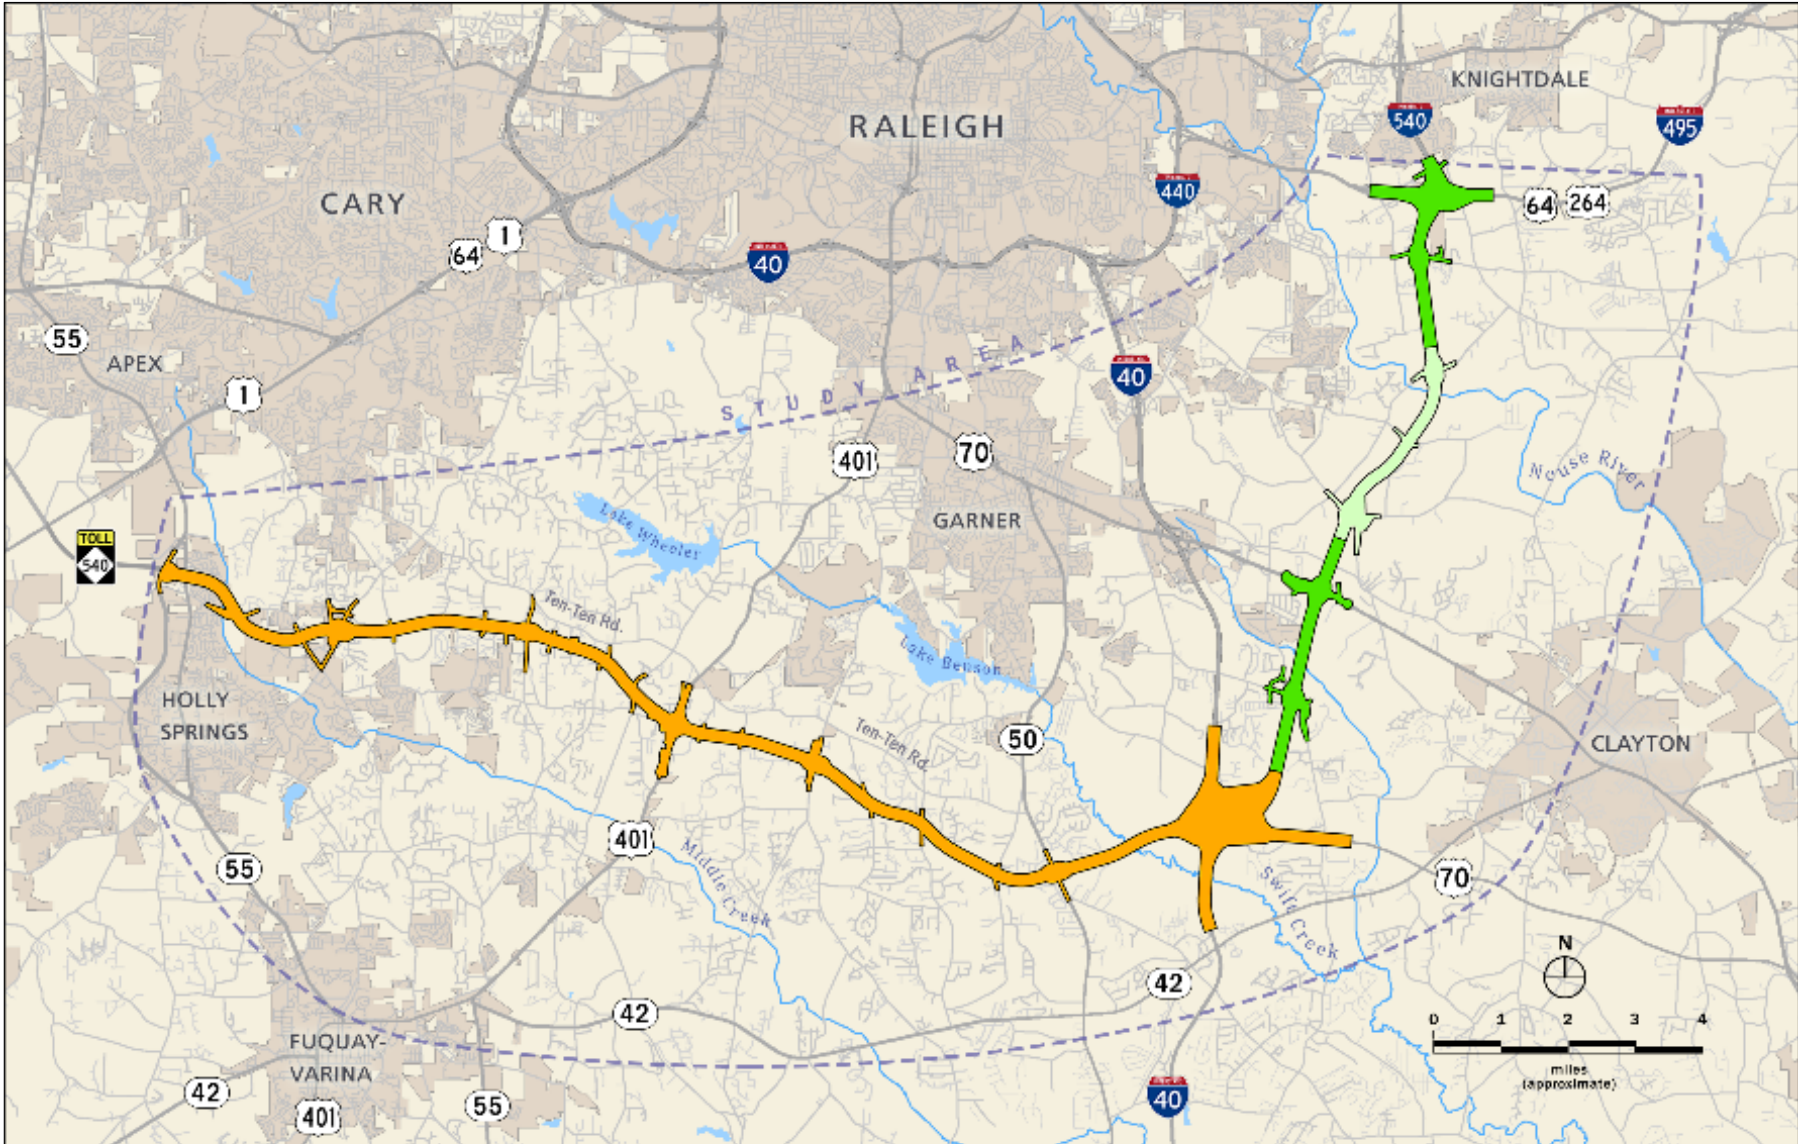 KNIGHTDALE
540
495
RALEIGH
440
CARY
64
264
1
64
40
55
STUDY AREA
APEX
40
1
401
70
Neuse River
Lake Wheeler
GARNER
TOLL
540
Ten-Ten Rd.
Lake Benson
HOLLY
SPRINGS
Ten-Ten Rd.
50
CLAYTON
401
Middle Creek
55
Swift Creek
70
N
42
42
0 1 2 3 4
FUQUAY-
VARINA
miles
(approximate)
42
55
40
401